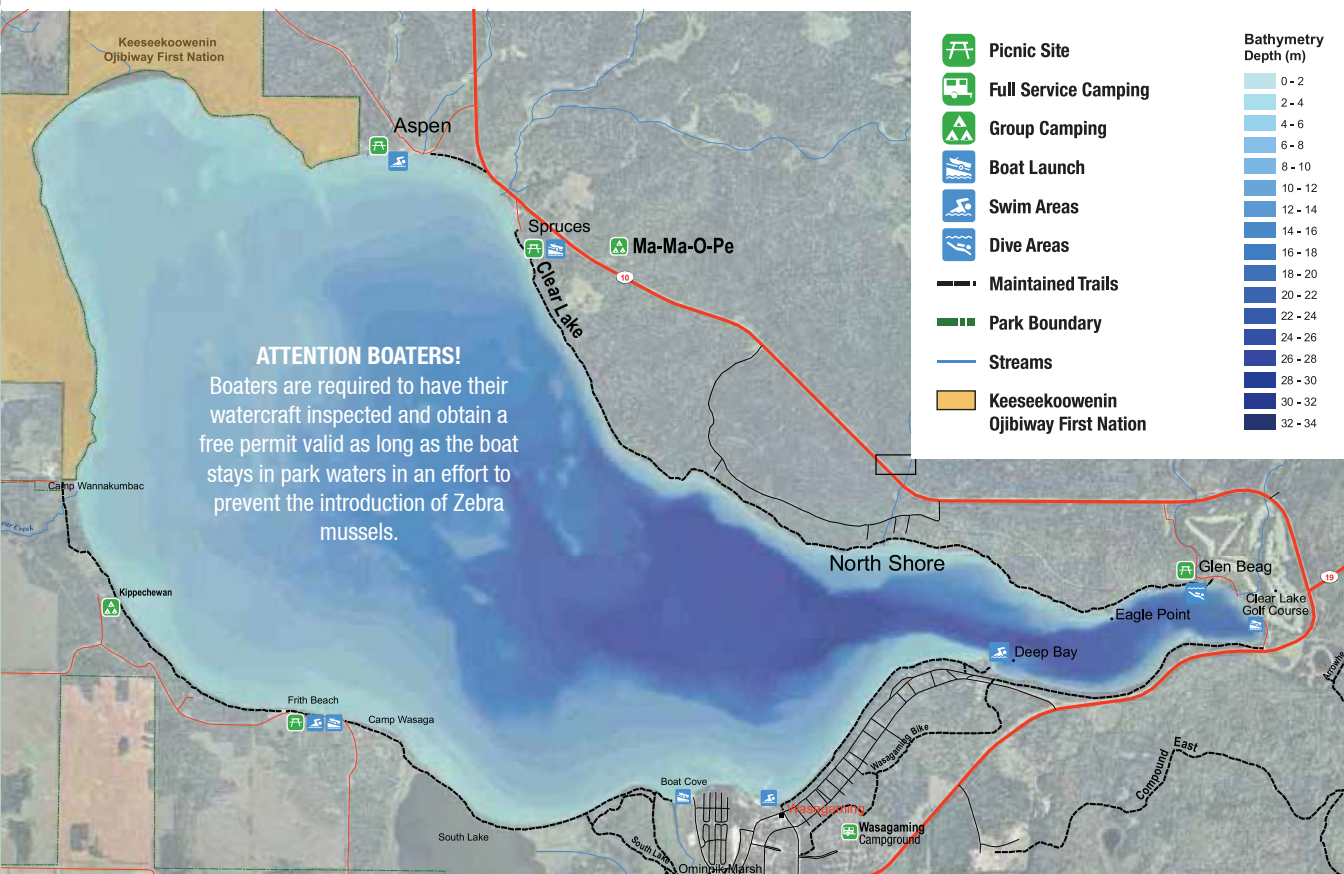 Keeseekoowenin
Ojibiway First Nation
Aspen
Spruces
Ma-Ma-O-Pe
Clear Lake
10
ATTENTION BOATERS!
Boaters are required to have their
watercraft inspected and obtain a
free permit valid as long as the boat
stays in park waters in an effort to
prevent the introduction of Zebra
mussels.
Camp Wannakumbac
ear Creek
Kippechewan
North Shore
Glen Beag
19
Clear Lake
Golf Course
Eagle Point
Deep Bay
Arrowhe
Frith Beach
Camp Wasaga
Wasagaming Bike
East
Compound
Boat Cove
Wasagaming
Wasagaming
Campground
South Lake
South Lake
Ominnik Marsh
Picnic Site
Full Service Camping
Group Camping
Boat Launch
Swim Areas
Dive Areas
Maintained Trails
Park Boundary
Streams
Keeseekoowenin
Ojibiway First Nation
Bathymetry
Depth (m)
0 - 2
2 - 4
4 - 6
6 - 8
8 - 10
10 - 12
12 - 14
14 - 16
16 - 18
18 - 20
20 - 22
22 - 24
24 - 26
26 - 28
28 - 30
30 - 32
32 - 34